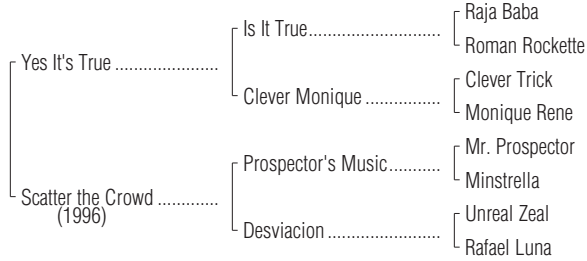 Raja Baba
Is It True
Roman Rockette
Yes It's True
Clever Trick
Clever Monique
Monique Rene
Mr. Prospector
Prospector's Music
Minstrella
Scatter the Crowd
(1996)
Unreal Zeal
Desviacion
Rafael Luna